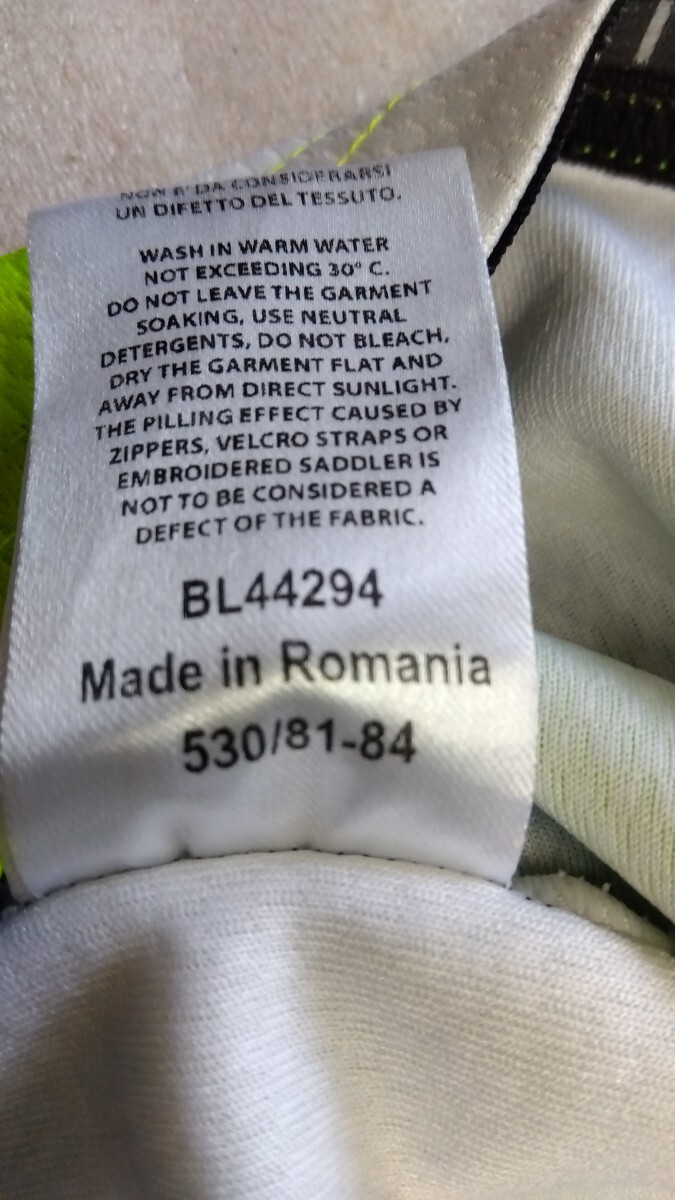 NON E' DA CONSIDERARSI
UN DIFETTO DEL TESSUTO.
WASH IN WARM WATER
NOT EXCEEDING 30° C.
DO NOT LEAVE THE GARMENT
SOAKING, USE NEUTRAL
DETERGENTS, DO NOT BLEACH,
DRY THE GARMENT FLAT AND
AWAY FROM DIRECT SUNLIGHT.
THE PILLING EFFECT CAUSED BY
ZIPPERS, VELCRO STRAPS OR
EMBROIDERED SADDLER IS
NOT TO BE CONSIDERED A
DEFECT OF THE FABRIC.
BL44294
Made in Romania
530/81-84